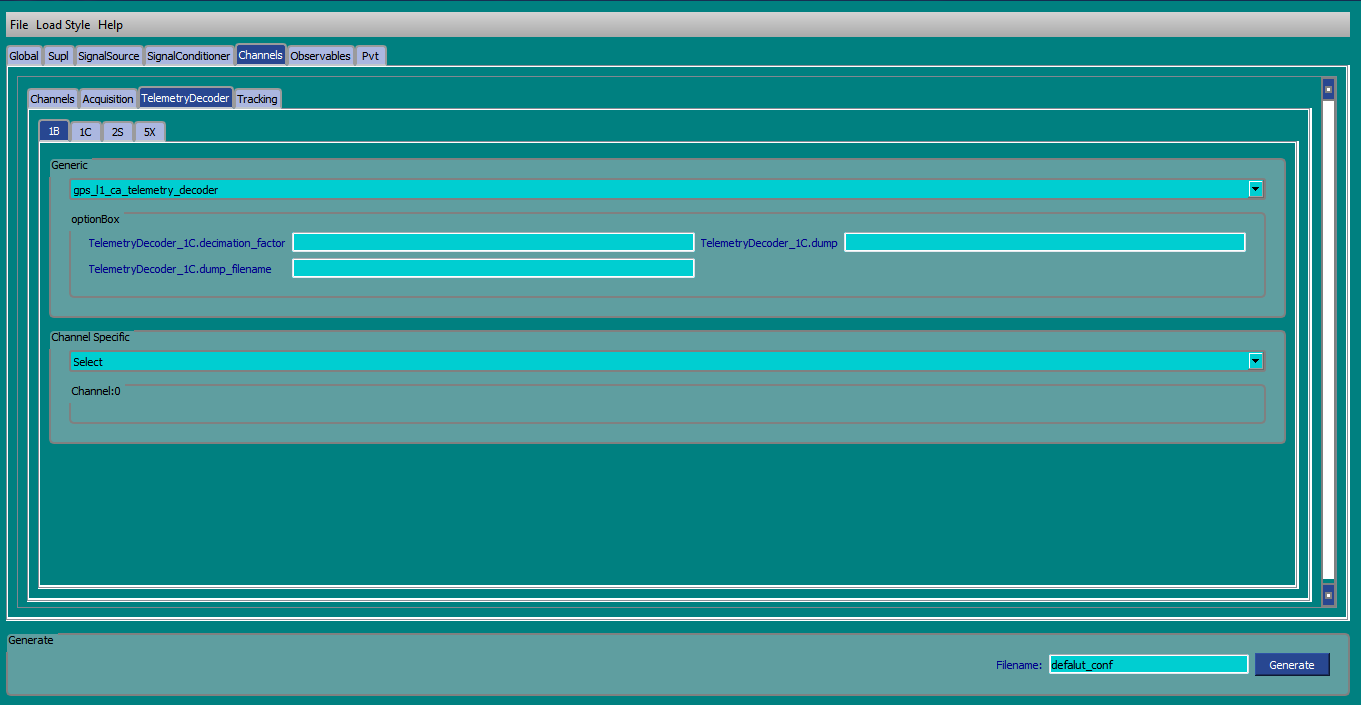 File Load Style Help
Global Supl SignalSource SignalConditioner Channels Observables Pvt
Channels Acquisition TelemetryDecoder Tracking
1B 1C 2S 5X
Generic
gps_l1_ca_telemetry_decoder
optionBox
TelemetryDecoder_1C.decimation_factor TelemetryDecoder_1C.dump
TelemetryDecoder_1C.dump_filename
Channel Specific
Select
Channel:0
Generate
Filename: defalut_conf Generate